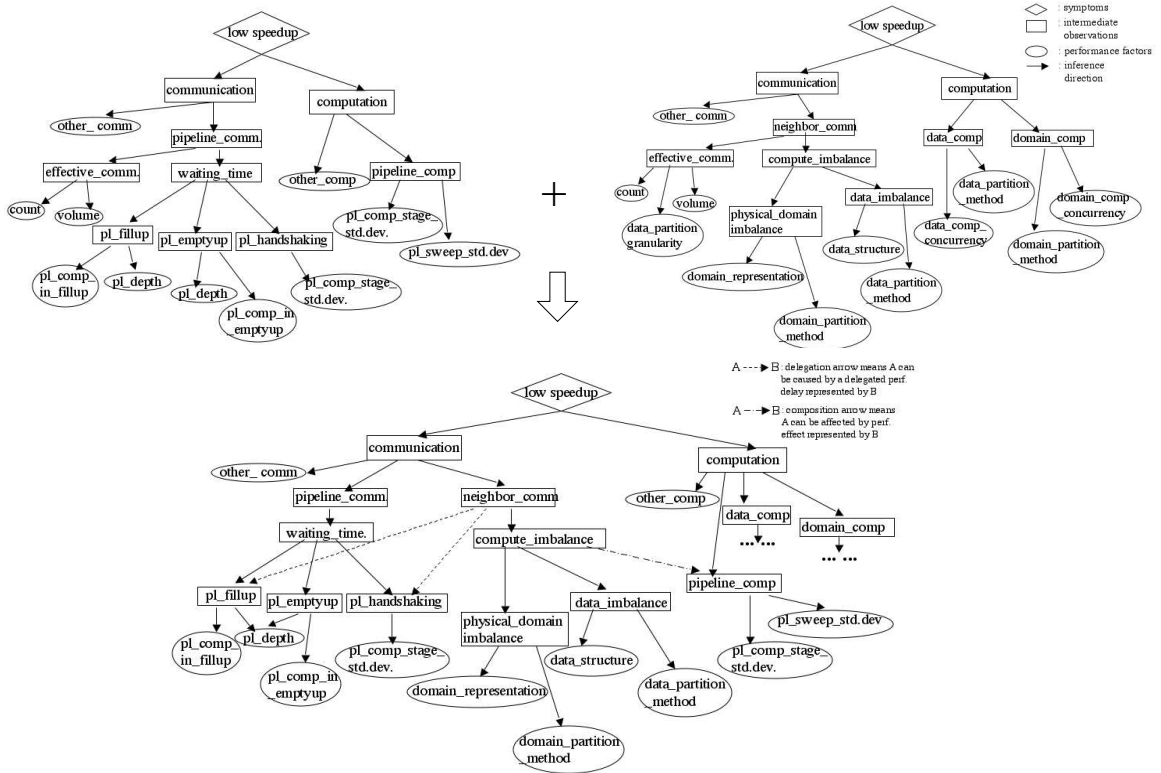 low speedup
communication
computation
other_ comm
pipeline_comm.
effective_comm.
waiting_time
other_comp
pipeline_comp
count
volume
pl_comp_stage_
std.dev.
pl_fillup
pl_emptyup
pl_handshaking
pl_sweep_std.dev
pl_comp_
in_fillup
pl_depth
pl_depth
pl_comp_stage_
std.dev.
pl_comp_in
_emptyup
+
low speedup
: symptoms
: intermediate
observations
: performance factors
: inference
direction
communication
computation
other_comm
neighbor_comm
data_comp
domain_comp
effective_comm.
compute_imbalance
count
volume
data_partition
_method
data_imbalance
domain_comp
_concurrency
data_partition
granularity
physical_domain
imbalance
data_comp_
concurrency
data_structure
domain_partition
_method
domain_representation
data_partition
_method
domain_partition
_method
A B: delegation arrow means A can
be caused by a delegated perf.
delay represented by B
A B: composition arrow means
A can be affected by perf.
effect represented by B
low speedup
communication
computation
other_ comm
pipeline_comm.
neighbor_comm
other_comp
data_comp
domain_comp
waiting_time.
compute_imbalance
... ...
... ...
pipeline_comp
pl_fillup
pl_emptyup
pl_handshaking
data_imbalance
physical_domain
imbalance
pl_sweep_std.dev
pl_comp_
in_fillup
pl_depth
pl_comp_stage_
std.dev.
data_structure
pl_comp_stage_
std.dev.
pl_comp_in
_emptyup
domain_representation
data_partition
_method
domain_partition
_method